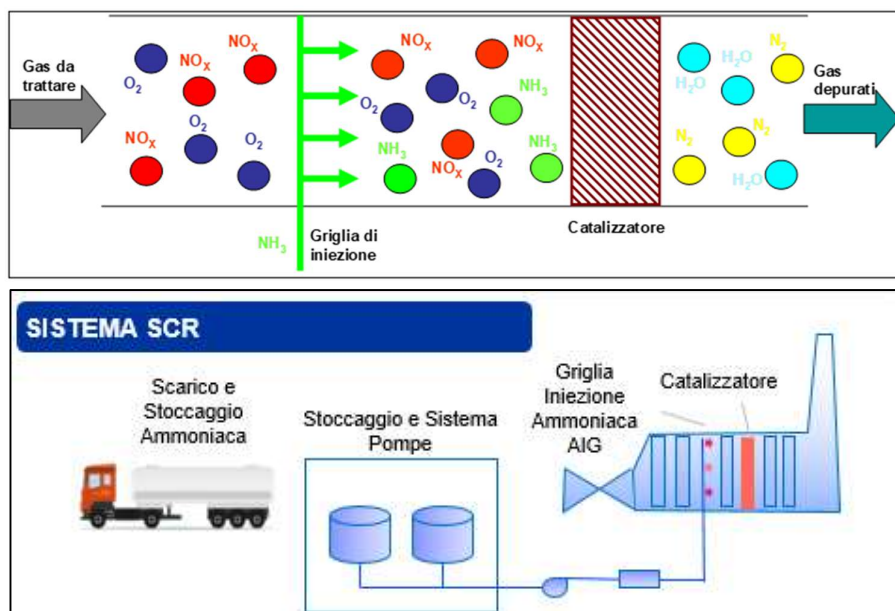 Gas da
trattare
O₂
NOₓ
NOₓ
O₂
O₂
NOₓ
NH₃
Griglia di
iniezione
NOₓ
NOₓ
O₂
O₂
NH₃
NH₃
NOₓ
O₂
NH₃
Catalizzatore
H₂O
H₂O
N₂
N₂
N₂
H₂O
Gas
depurati
SISTEMA SCR
Scarico e
Stoccaggio
Ammoniaca
Stoccaggio e Sistema
Pompe
Griglia
Iniezione
Ammoniaca
AIG
Catalizzatore